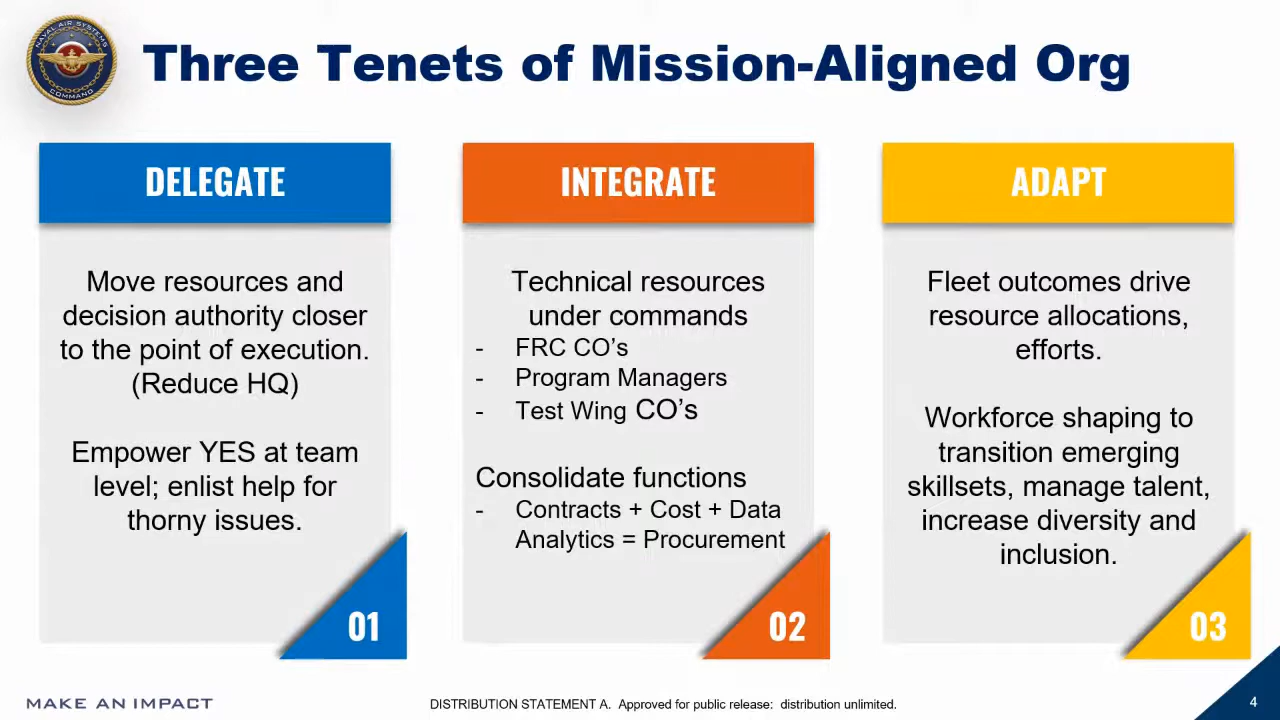 NAVAL AIR SYSTEMS
COMMAND
Three Tenets of Mission-Aligned Org
DELEGATE
Move resources and
decision authority closer
to the point of execution.
(Reduce HQ)
Empower YES at team
level; enlist help for
thorny issues.
01
INTEGRATE
Technical resources
under commands
- FRC CO’s
- Program Managers
- Test Wing CO’s
Consolidate functions
- Contracts + Cost + Data
Analytics = Procurement
02
ADAPT
Fleet outcomes drive
resource allocations,
efforts.
Workforce shaping to
transition emerging
skillsets, manage talent,
increase diversity and
inclusion.
03
MAKE AN IMPACT
DISTRIBUTION STATEMENT A. Approved for public release: distribution unlimited.
4